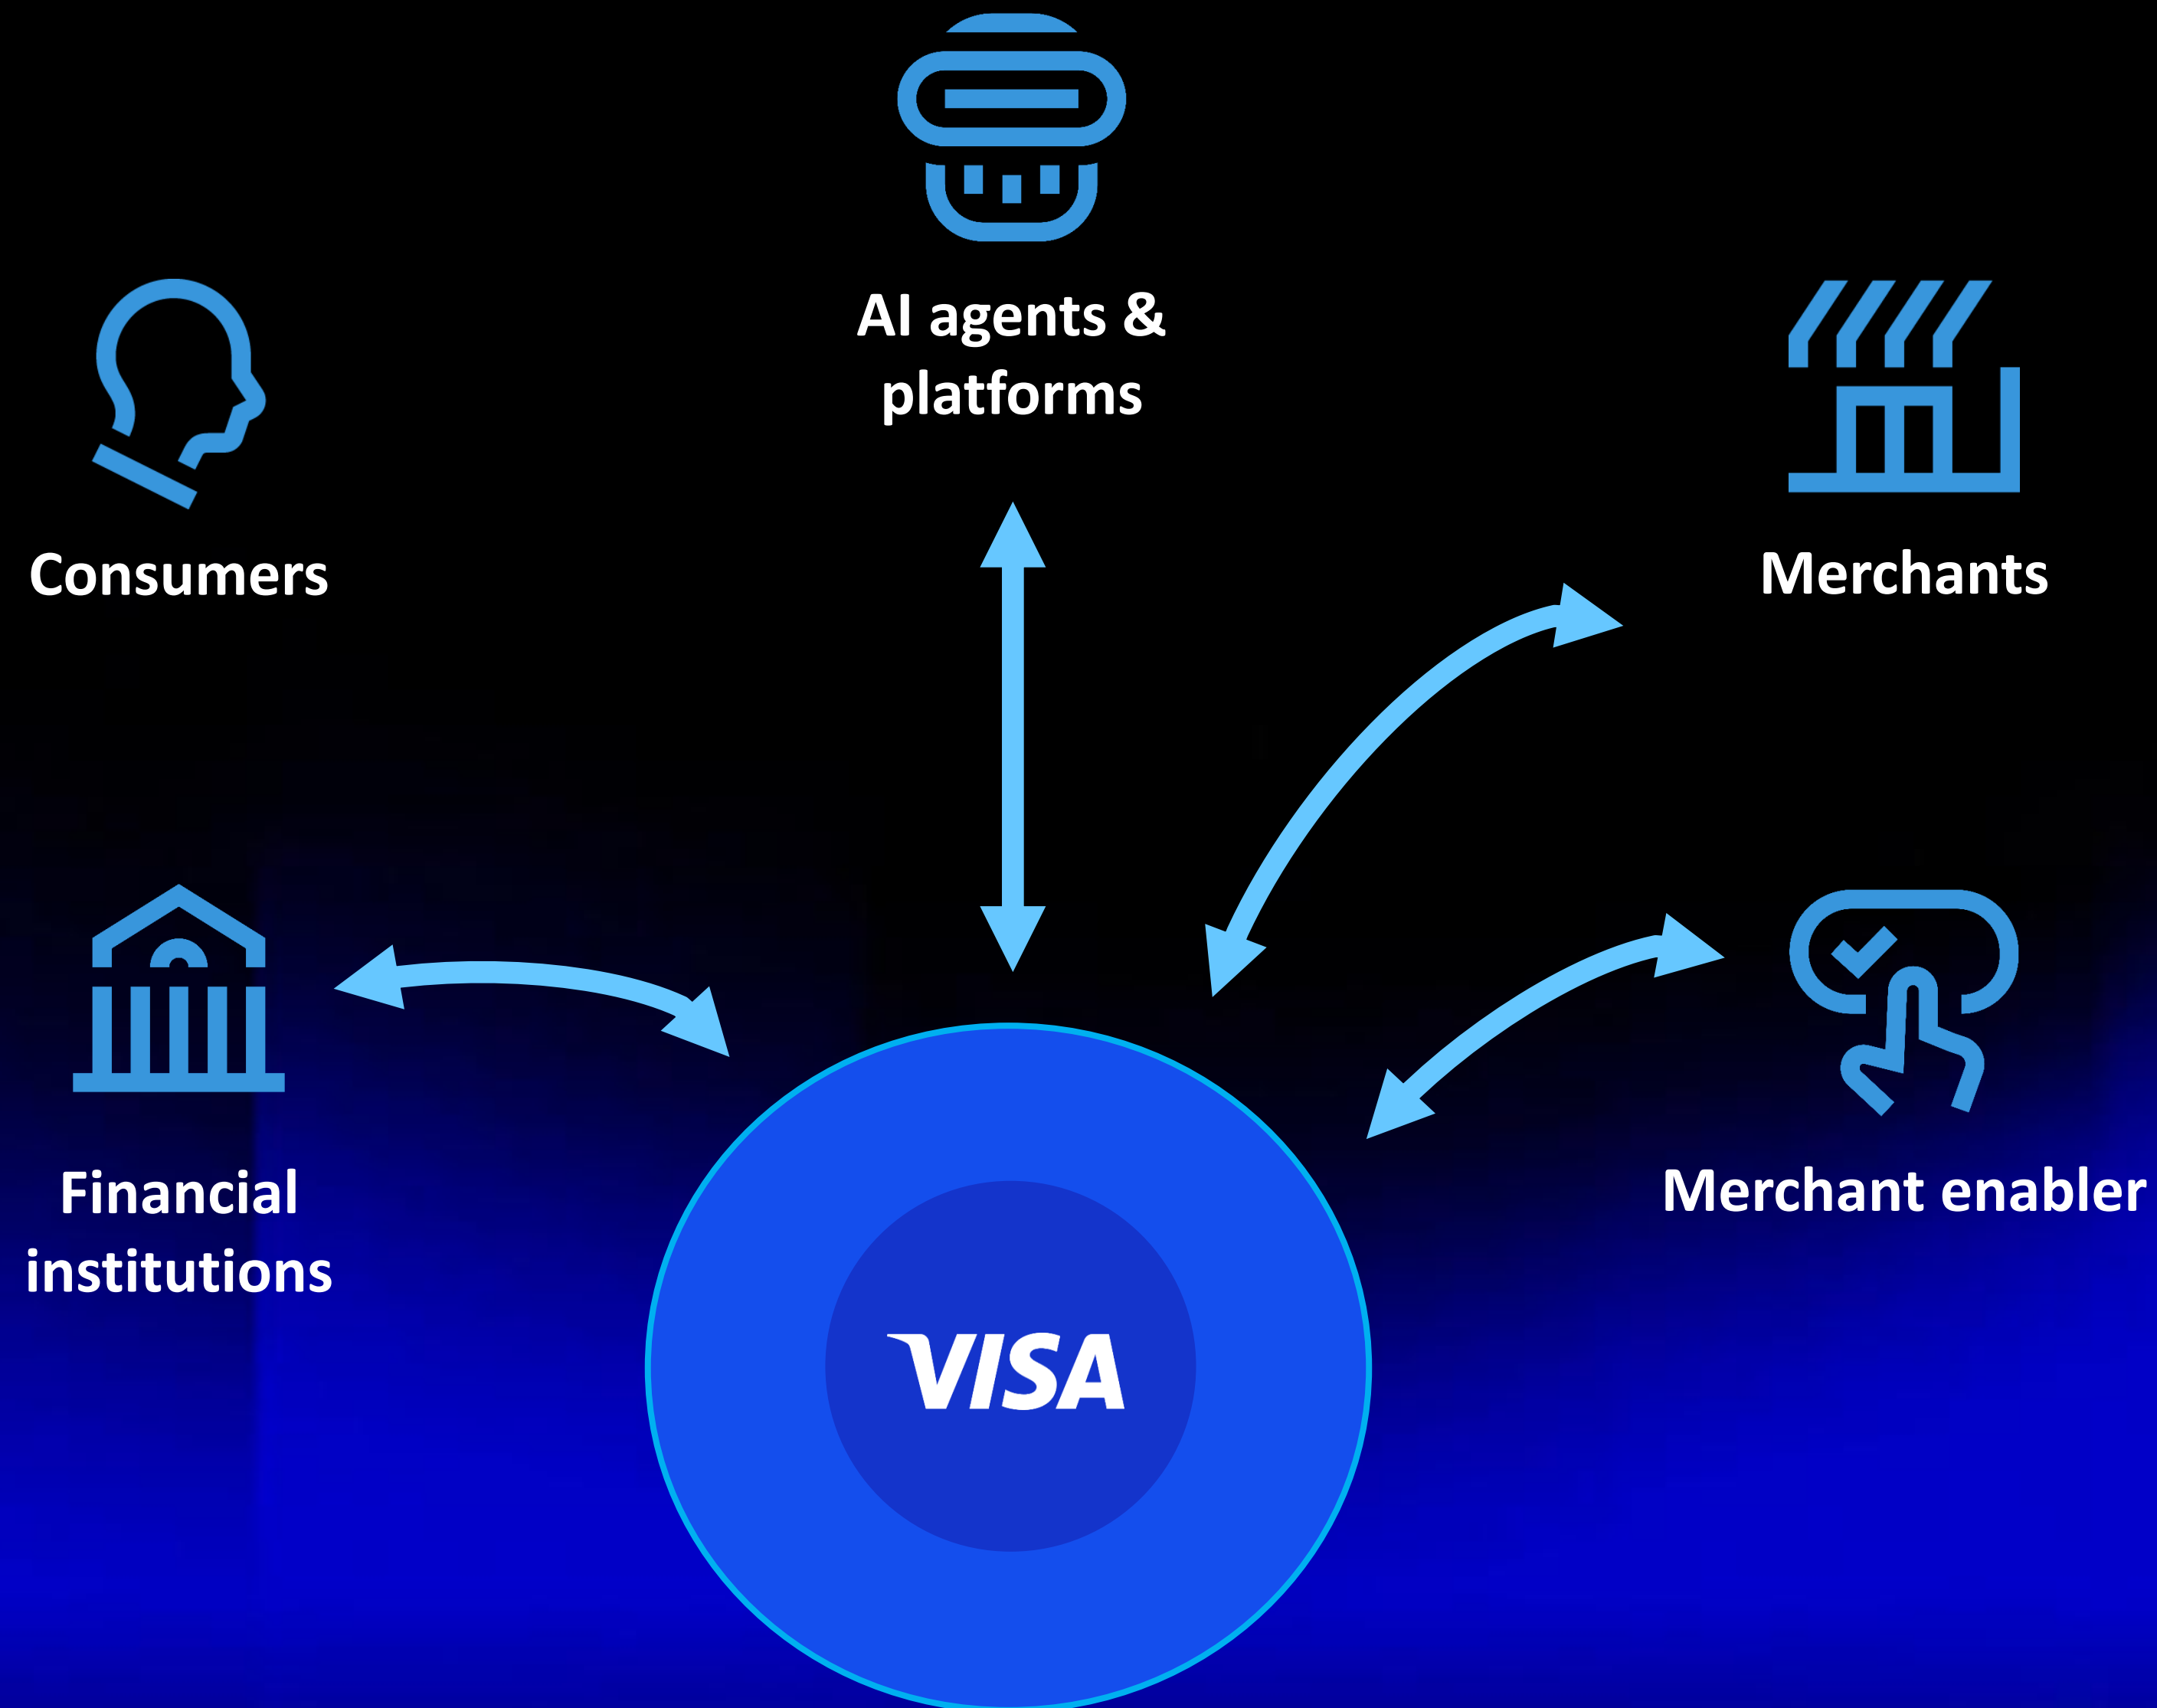 AI agents &
platforms
Consumers
Merchants
Financial
institutions
Merchant enabler
VISA